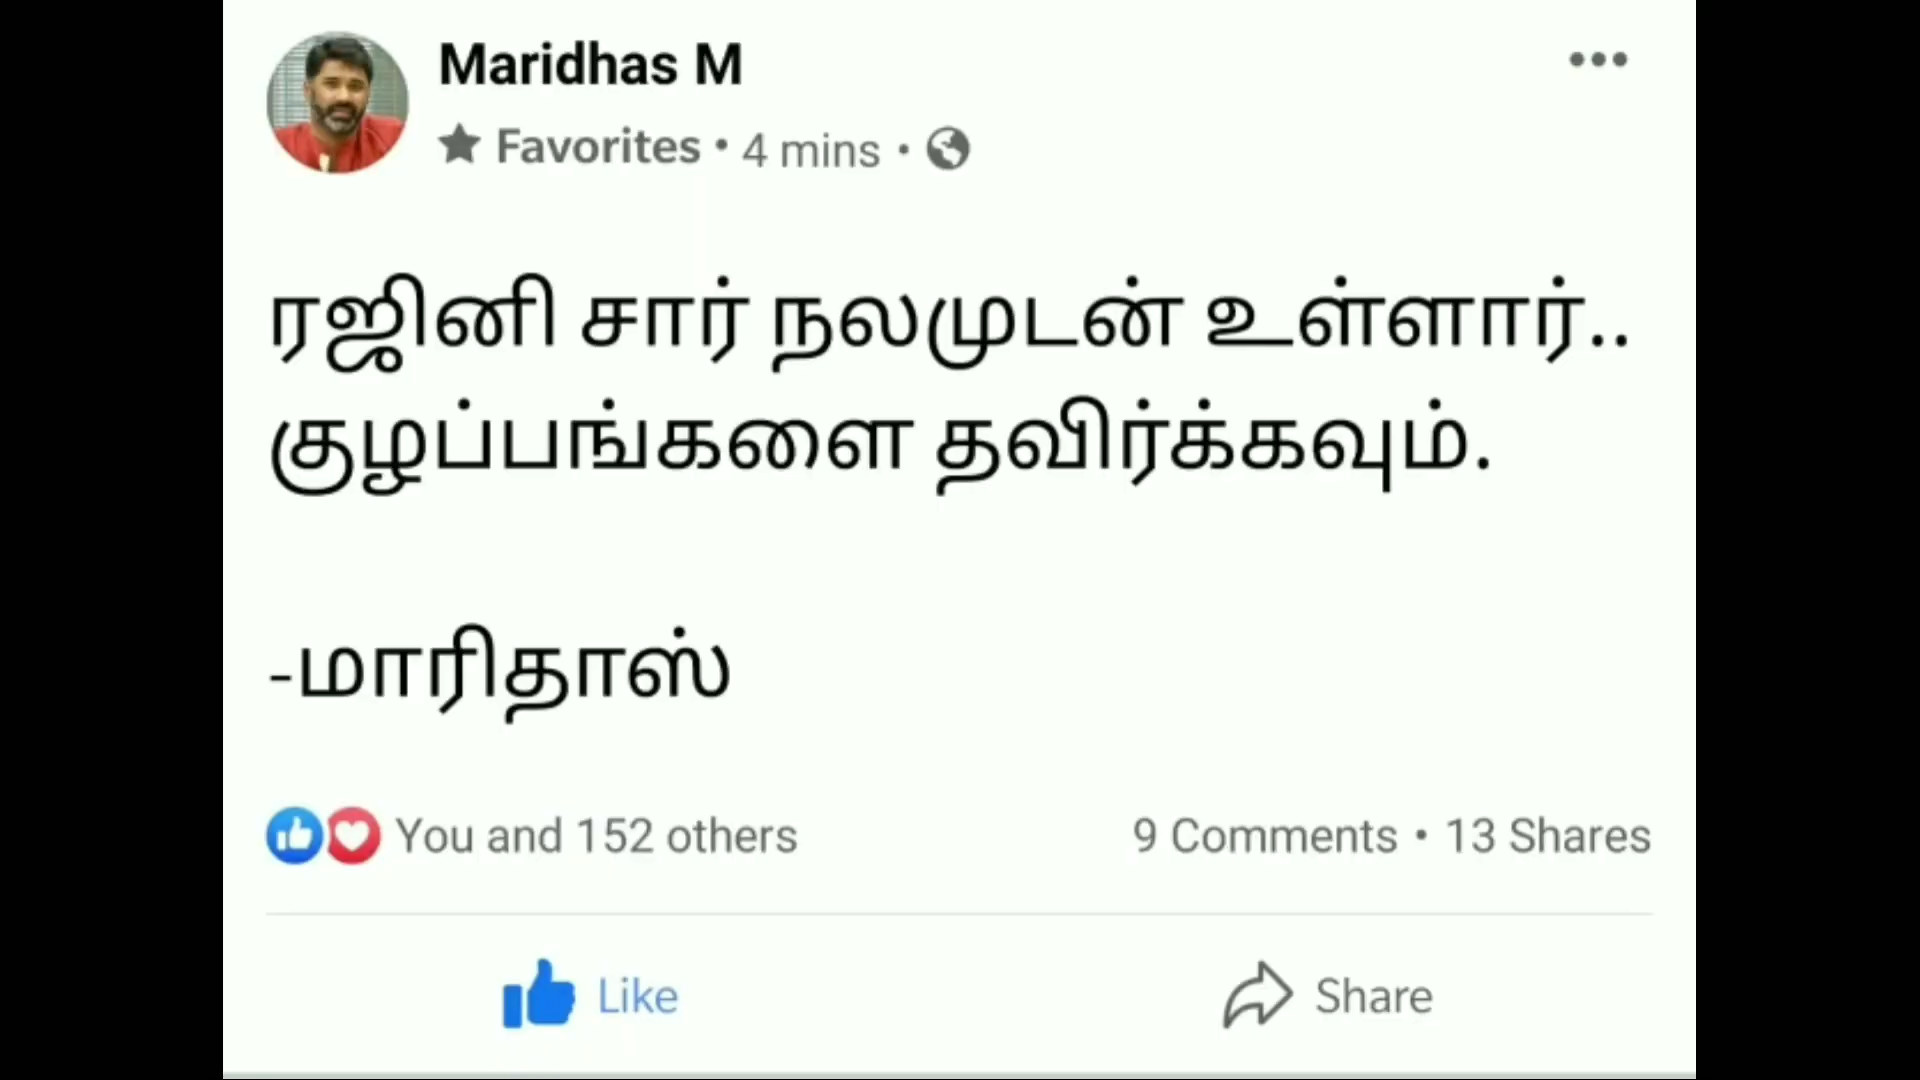 Maridhas M
Favorites • 4 mins •
ரஜினி சார் நலமுடன் உள்ளார்..
குழப்பங்களை தவிர்க்கவும்.
-மாரிதாஸ்
You and 152 others 9 Comments • 13 Shares
Like Share